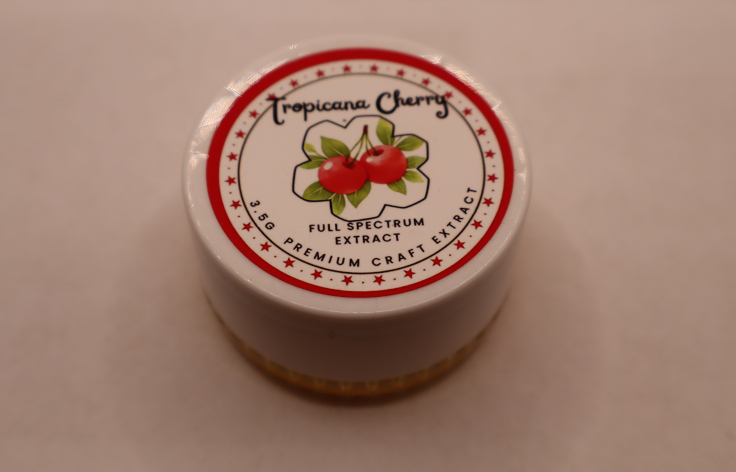 Tropicana Cherry
FULL SPECTRUM
EXTRACT
3.5G PREMIUM CRAFT EXTRACT